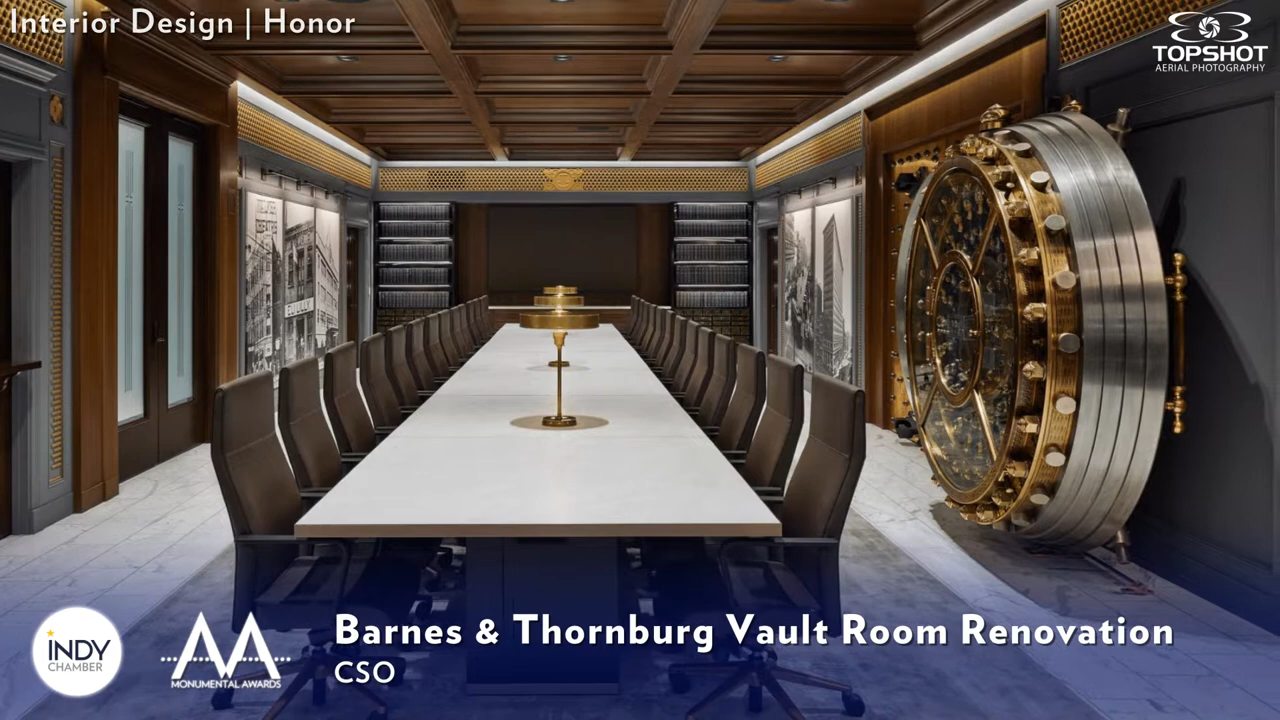 Interior Design | Honor
TOPSHOT
AERIAL PHOTOGRAPHY
INDY
CHAMBER
MONUMENTAL AWARDS
Barnes & Thornburg Vault Room Renovation
CSO